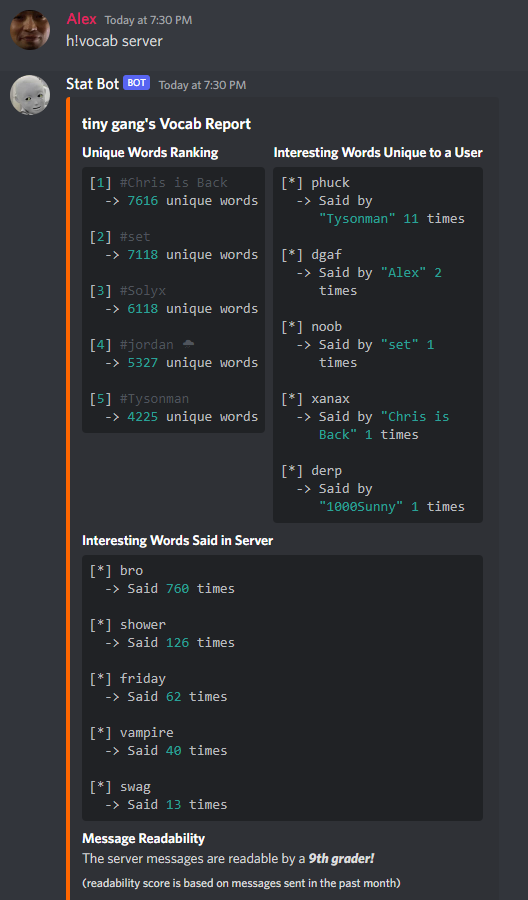 Alex Today at 7:30 PM
h!vocab server
Stat Bot BOT Today at 7:30 PM
tiny gang's Vocab Report
Unique Words Ranking
[1] #Chris is Back
-> 7616 unique words
[2] #set
-> 7118 unique words
[3] #Solyx
-> 6118 unique words
[4] #jordan ☁
-> 5327 unique words
[5] #Tysonman
-> 4225 unique words
Interesting Words Unique to a User
[*] phuck
-> Said by
"Tysonman" 11 times
[*] dgaf
-> Said by "Alex" 2
times
[*] noob
-> Said by "set" 1
times
[*] xanax
-> Said by "Chris is
Back" 1 times
[*] derp
-> Said by
"1000Sunny" 1 times
Interesting Words Said in Server
[*] bro
-> Said 760 times
[*] shower
-> Said 126 times
[*] friday
-> Said 62 times
[*] vampire
-> Said 40 times
[*] swag
-> Said 13 times
Message Readability
The server messages are readable by a 9th grader!
(readability score is based on messages sent in the past month)